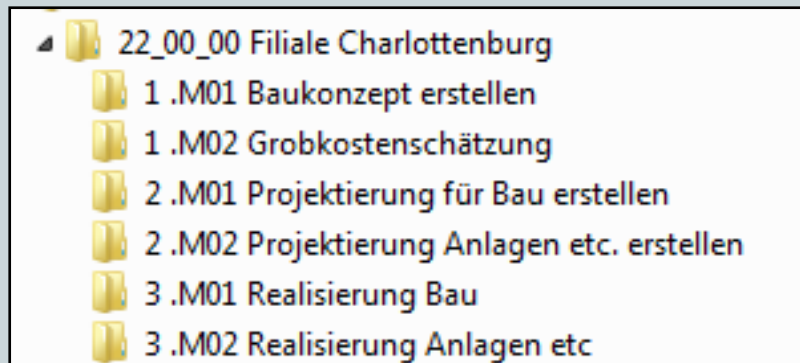 22_00_00 Filiale Charlottenburg
1 .M01 Baukonzept erstellen
1 .M02 Grobkostenschätzung
2 .M01 Projektierung für Bau erstellen
2 .M02 Projektierung Anlagen etc. erstellen
3 .M01 Realisierung Bau
3 .M02 Realisierung Anlagen etc